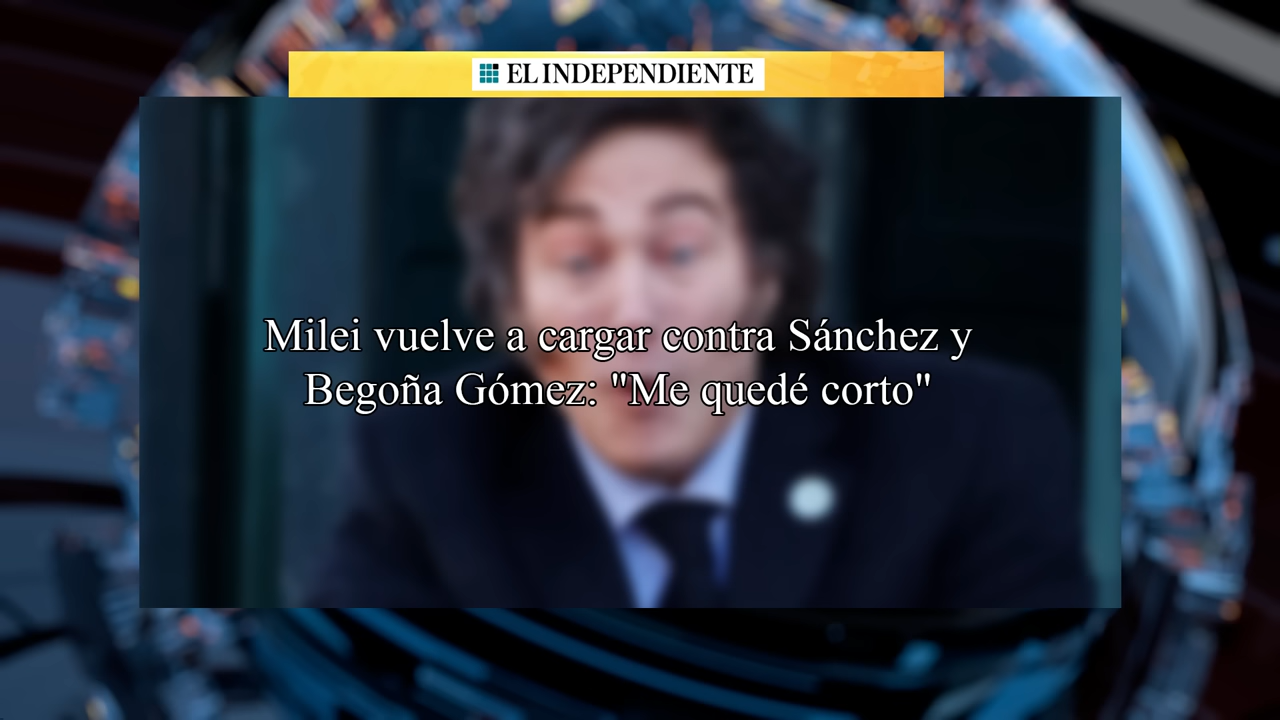 EL INDEPENDIENTE
Milei vuelve a cargar contra Sánchez y
Begoña Gómez: "Me quedé corto"